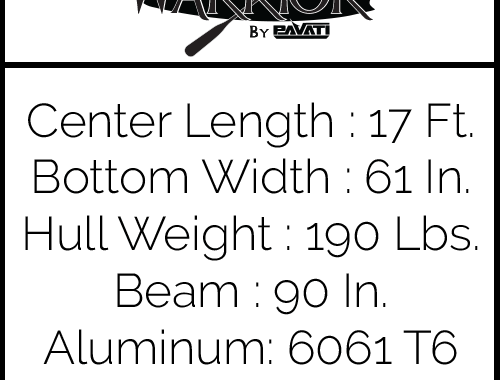 WARRIOR
BY PAVATI
Center Length : 17 Ft.
Bottom Width : 61 In.
Hull Weight : 190 Lbs.
Beam : 90 In.
Aluminum: 6061 T6